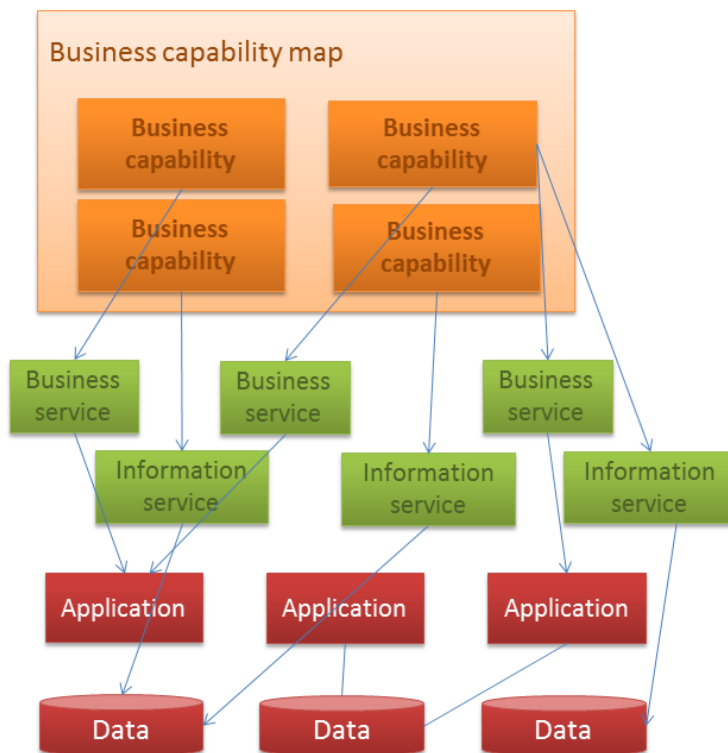 Business capability map
Business
capability
Business
capability
Business
capability
Business
capability
Business
service
Business
service
Business
service
Information
service
Information
service
Information
service
Application
Application
Application
Data
Data
Data